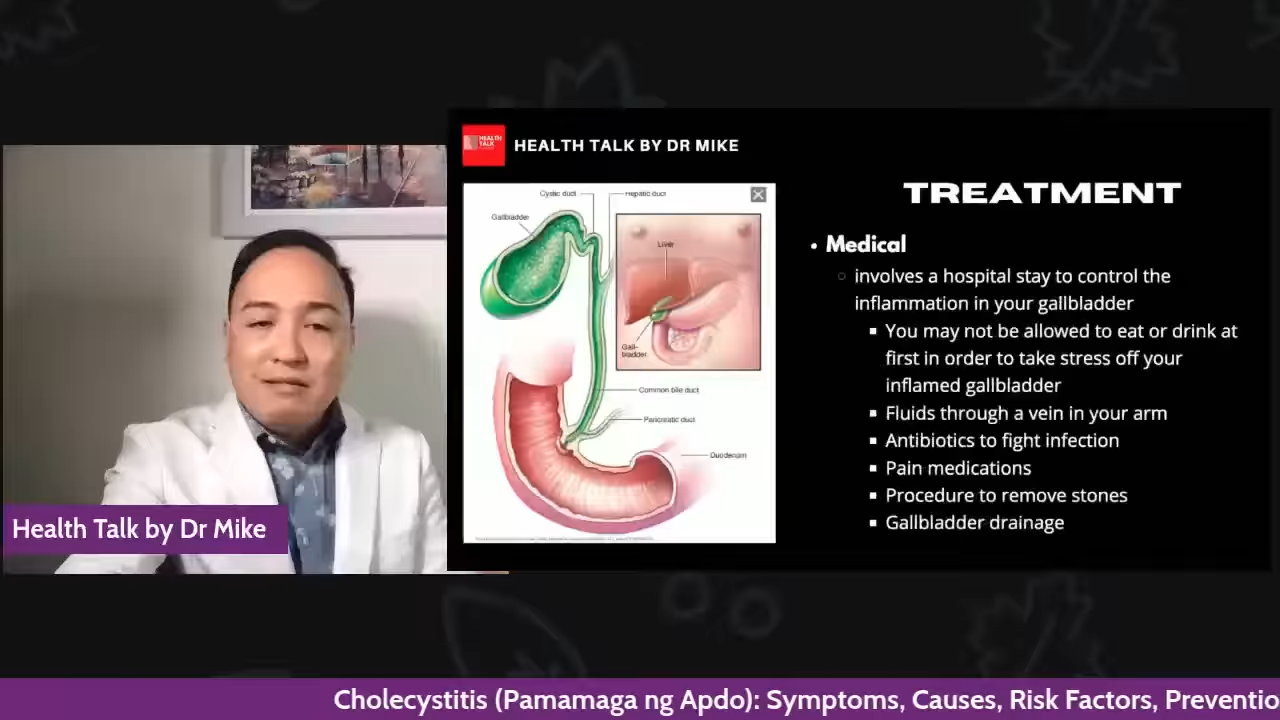 HEALTH TALK
HEALTH TALK BY DR MIKE
Cystic duct
Hepatic duct
Gallbladder
Liver
Gall-
bladder
Common bile duct
Pancreatic duct
Duodenum
TREATMENT
• Medical
involves a hospital stay to control the
inflammation in your gallbladder
▪ You may not be allowed to eat or drink at
first in order to take stress off your
inflamed gallbladder
▪ Fluids through a vein in your arm
▪ Antibiotics to fight infection
▪ Pain medications
▪ Procedure to remove stones
▪ Gallbladder drainage
Health Talk by Dr Mike
Cholecystitis (Pamamaga ng Apdo): Symptoms, Causes, Risk Factors, Preventio